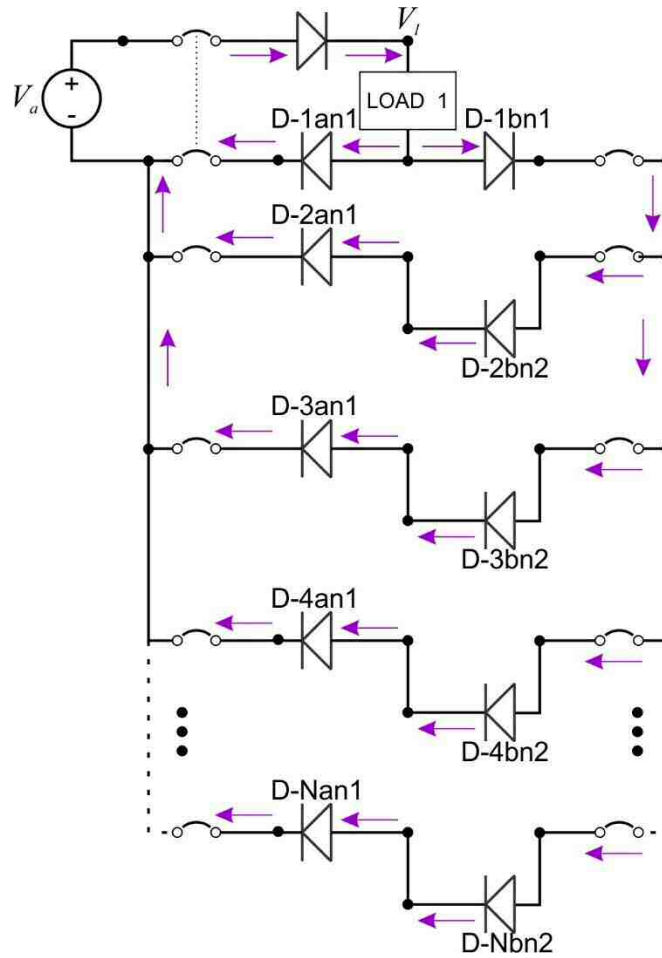 V_l
+
V_a
-
LOAD 1
D-1an1
D-1bn1
D-2an1
D-2bn2
D-3an1
D-3bn2
D-4an1
D-4bn2
D-Nan1
D-Nbn2